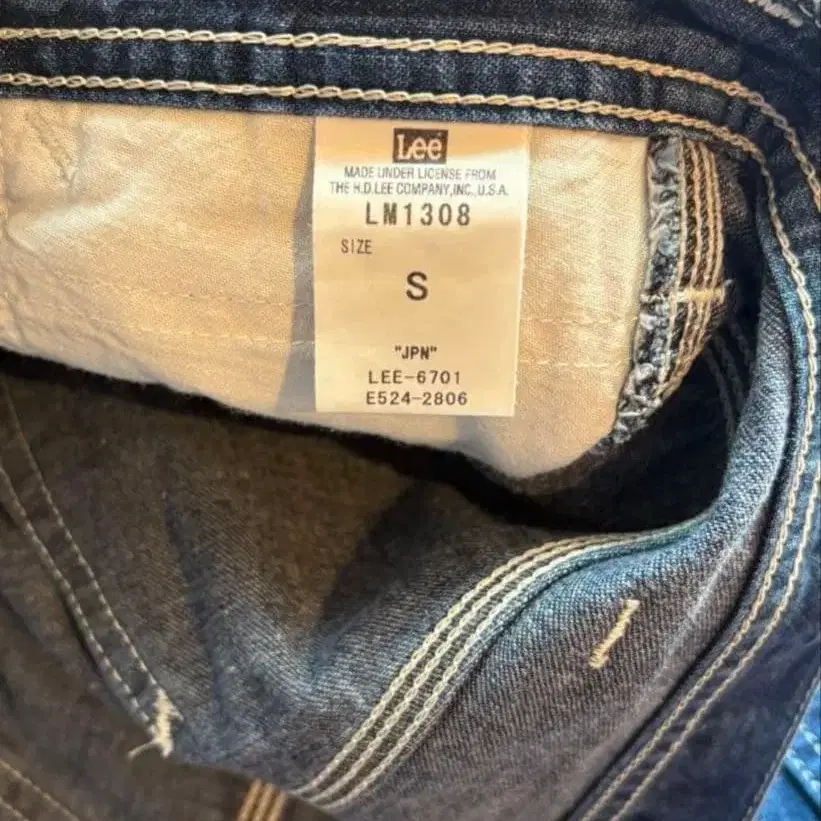 Lee
MADE UNDER LICENSE FROM
THE H.D.LEE COMPANY,INC.,U.S.A.
LM1308
SIZE
S
"JPN"
LEE-6701
E524-2806